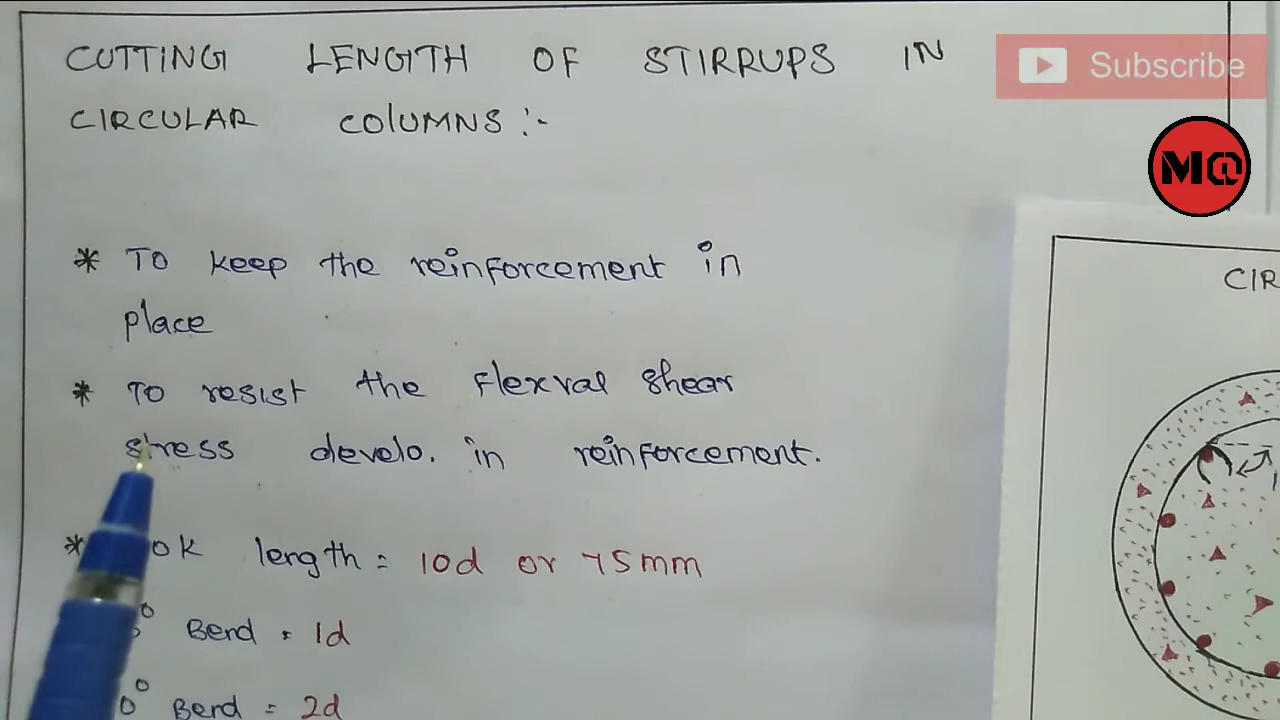 CUTTING LENGTH OF STIRRUPS IN
CIRCULAR COLUMNS :-
Subscribe
M@
* To keep the reinforcement in
place
* To resist the flexural shear
stress develo. in reinforcement.
* length = 10d or 75mm
Bend = 1d
Bend = 2d
CIR